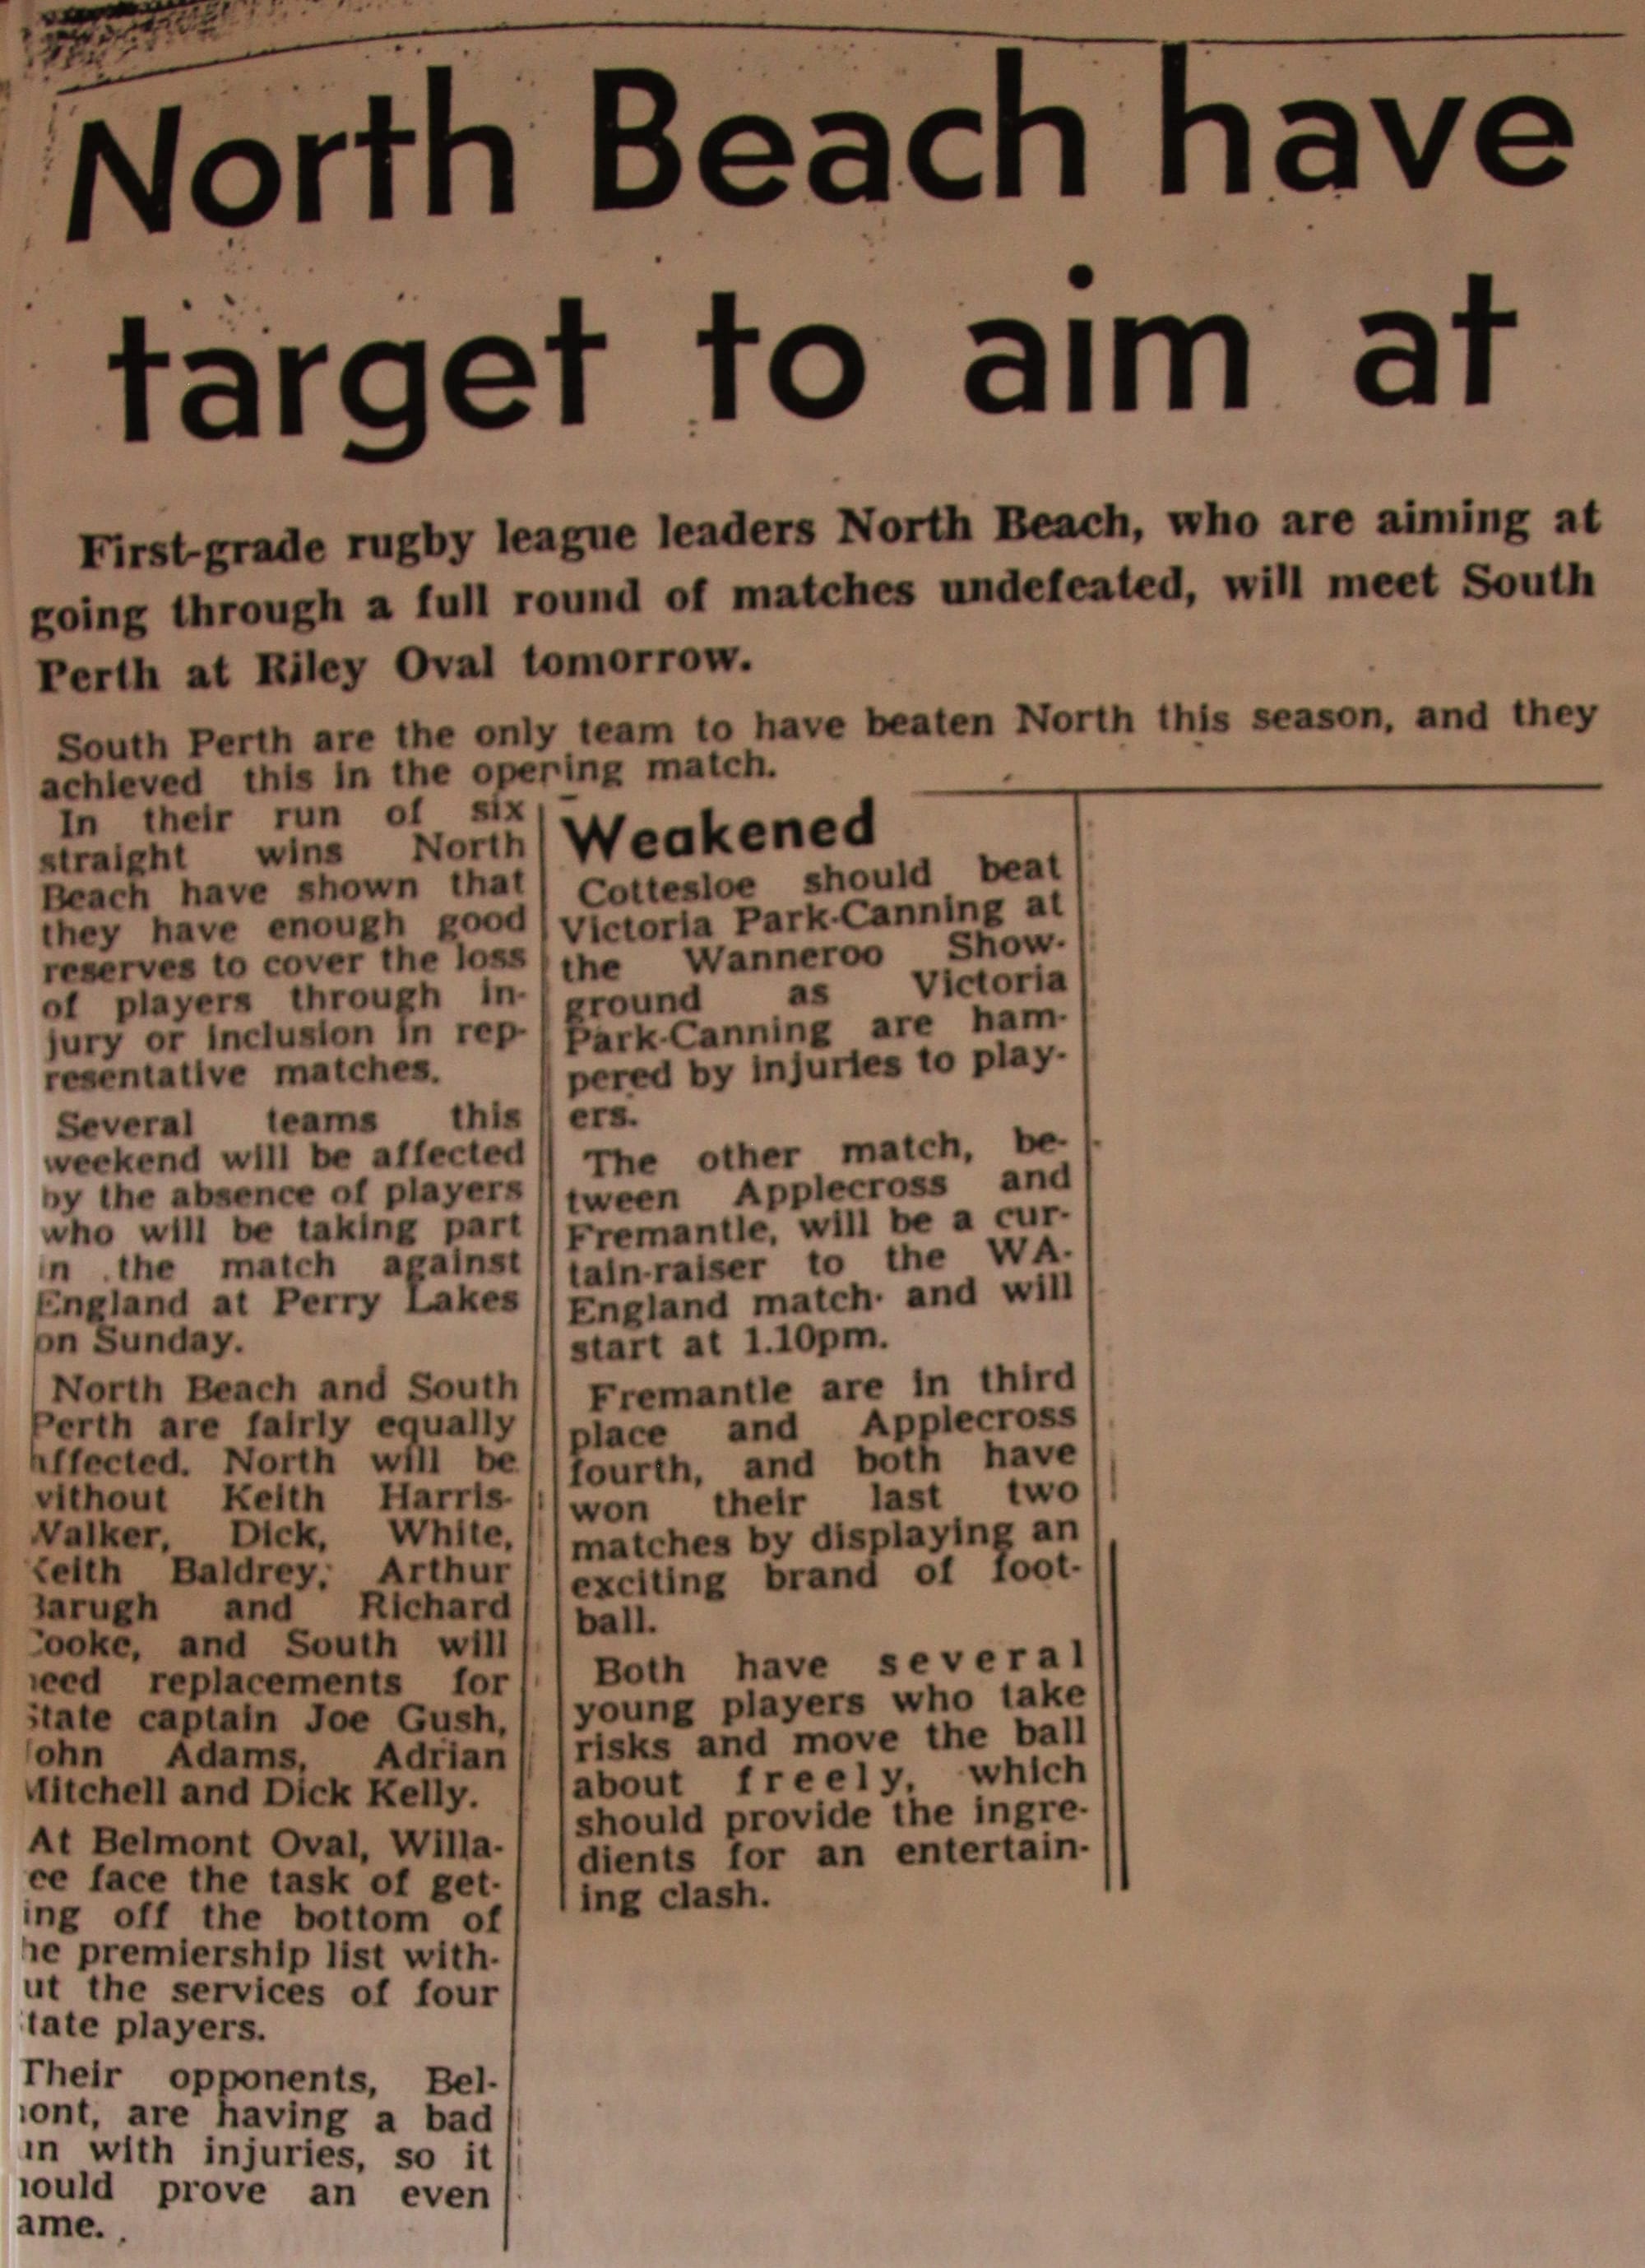 North Beach have
target to aim at
First-grade rugby league leaders North Beach, who are aiming at
going through a full round of matches undefeated, will meet South
Perth at Riley Oval tomorrow.
South Perth are the only team to have beaten North this season, and they
achieved this in the opening match.
In their run of six
straight wins North
Beach have shown that
they have enough good
reserves to cover the loss
of players through in-
jury or inclusion in rep-
resentative matches.
Several teams this
weekend will be affected
by the absence of players
who will be taking part
in the match against
England at Perry Lakes
on Sunday.
North Beach and South
Perth are fairly equally
affected. North will be
vithout Keith Harris-
Walker, Dick, White,
Keith Baldrey, Arthur
Barugh and Richard
Cooke, and South will
need replacements for
State captain Joe Gush,
John Adams, Adrian
Mitchell and Dick Kelly.
At Belmont Oval, Willa-
ee face the task of get-
ing off the bottom of
he premiership list with-
ut the services of four
tate players.
Their opponents, Bel-
ont, are having a bad
un with injuries, so it
ould prove an even
ame.
Weakened
Cottesloe should beat
Victoria Park-Canning at
the Wanneroo Show-
ground as Victoria
Park-Canning are ham-
pered by injuries to play-
ers.
The other match, be-
tween Applecross and
Fremantle, will be a cur-
tain-raiser to the WA-
England match and will
start at 1.10pm.
Fremantle are in third
place and Applecross
fourth, and both have
won their last two
matches by displaying an
exciting brand of foot-
ball.
Both have several
young players who take
risks and move the ball
about freely, which
should provide the ingre-
dients for an entertain-
ing clash.